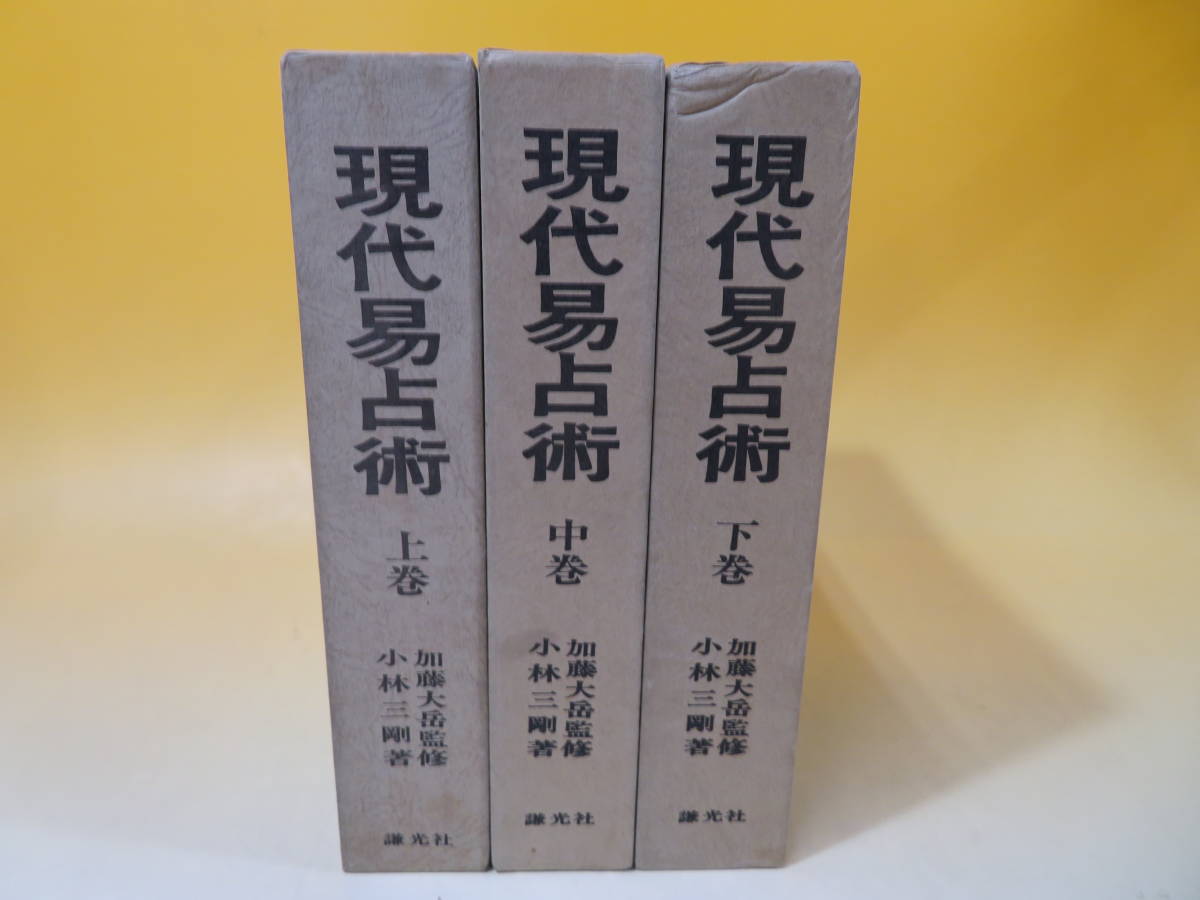 現代易占術
上巻
加藤大岳監修
小林三剛著
謙光社
現代易占術
中巻
加藤大岳監修
小林三剛著
謙光社
現代易占術
下巻
加藤大岳監修
小林三剛著
謙光社